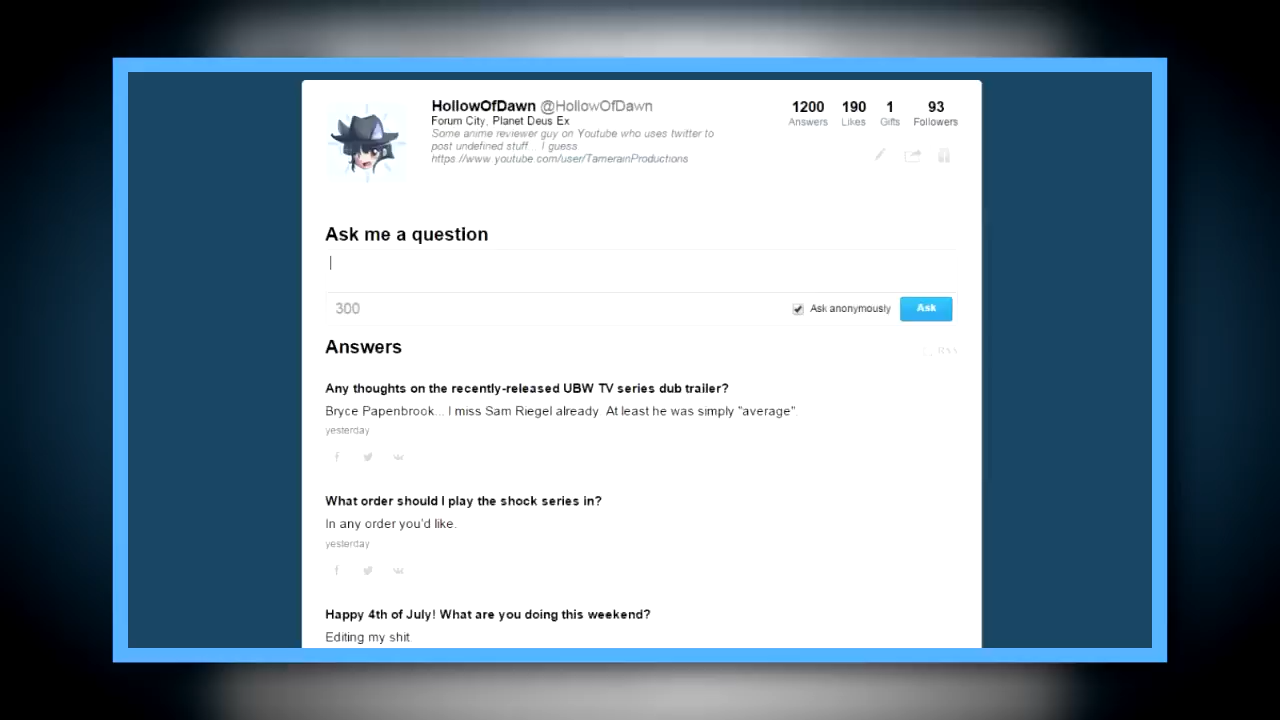 HollowOfDawn @HollowOfDawn
1200 190 1 93
Forum City, Planet Deus Ex
Answers Likes Gifts Followers
Some anime reviewer guy on Youtube who uses twitter to
post undefined stuff... I guess
https://www.youtube.com/user/TamerainProductions
Ask me a question
300
Ask anonymously
Ask
Answers
RSS
Any thoughts on the recently-released UBW TV series dub trailer?
Bryce Papenbrook... I miss Sam Riegel already. At least he was simply "average"
yesterday
What order should I play the shock series in?
In any order you'd like.
yesterday
Happy 4th of July! What are you doing this weekend?
Editing my shit